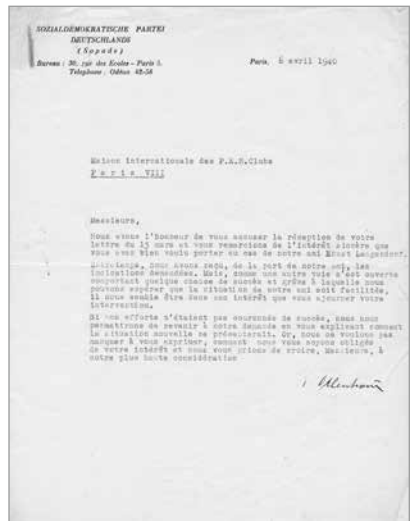 SOZIALDEMOKRATISCHE PARTEI
DEUTSCHLANDS
(Sopade)
Bureau : 30, rue des Ecoles - Paris 5.
Telephone : Odéon 42-58
Paris, 6 avril 1940
Maison internationale des P.E.N.Clubs
Paris VIII
Messieurs,
Nous avons l'honneur de vous accuser la réception de votre
lettre du 15 mars et vous remercions de l'intérêt sincère que
vous avez bien voulu porter au cas de notre ami Ernst Langendorf.
Entretemps, nous avons reçu, de la part de notre ami, les
indications demandées. Mais, comme une autre voie s'est ouverte
comportant quelque chance de succès et grâce à laquelle nous
pouvons espérer que la situation de notre ami soit facilitée,
il nous semble être dans son intérêt que vous ajourner votre
intervention.
Si nos efforts n'étaient pas couronnés de succès, nous nous
permettrons de revenir à notre demande en vous expliquant comment
la situation nouvelle se présenterait. Or, nous ne voulons pas
manquer à vous exprimer, comment nous vous soyons obligés
de votre intérêt et nous vous prions de croire, Messieurs, à
notre plus haute considération